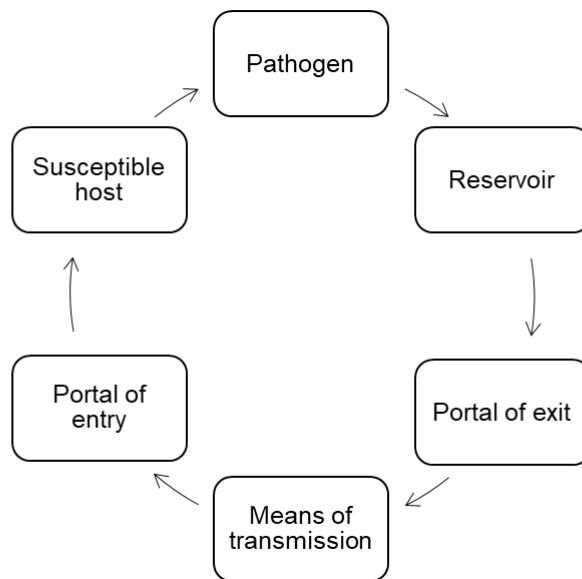 Pathogen
Susceptible
host
Reservoir
Portal of
entry
Portal of exit
Means of
transmission